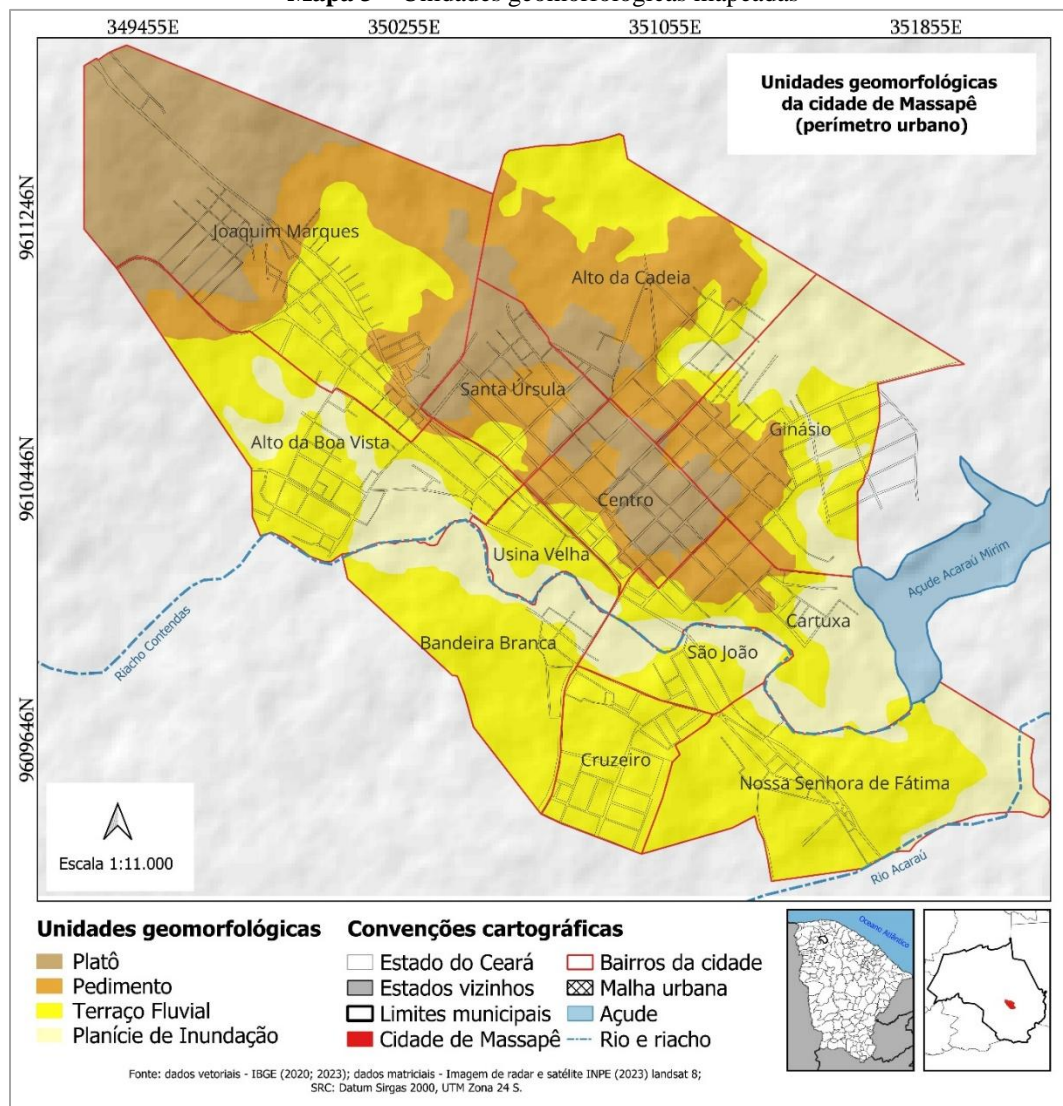 Mapa 3 – Unidades geomorfológicas mapeadas
349455E 350255E 351055E 351855E
Unidades geomorfológicas
da cidade de Massapê
(perímetro urbano)
9611246N
9610446N
9609646N
Joaquim Marques
Alto da Cadeia
Santa Úrsula
Alto da Boa Vista
Ginásio
Centro
Usina Velha
Açude Acaraú Mirim
Riacho Contendas
Bandeira Branca
Cartuxa
São João
Cruzeiro
Nossa Senhora de Fátima
Rio Acaraú
Escala 1:11.000
Unidades geomorfológicas
Platô
Pedimento
Terraço Fluvial
Planície de Inundação
Convenções cartográficas
Estado do Ceará
Estados vizinhos
Limites municipais
Cidade de Massapê
Bairros da cidade
Malha urbana
Açude
Rio e riacho
Oceano Atlântico
Fonte: dados vetoriais - IBGE (2020; 2023); dados matriciais - Imagem de radar e satélite INPE (2023) landsat 8;
SRC: Datum Sirgas 2000, UTM Zona 24 S.